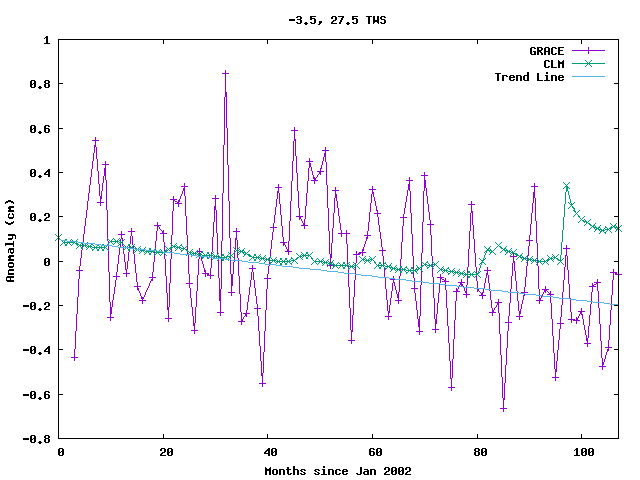 -3.5, 27.5 TWS
GRACE
CLM
Trend Line
1
0.8
0.6
0.4
0.2
0
-0.2
-0.4
-0.6
-0.8
Anomaly (cm)
0 20 40 60 80 100
Months since Jan 2002